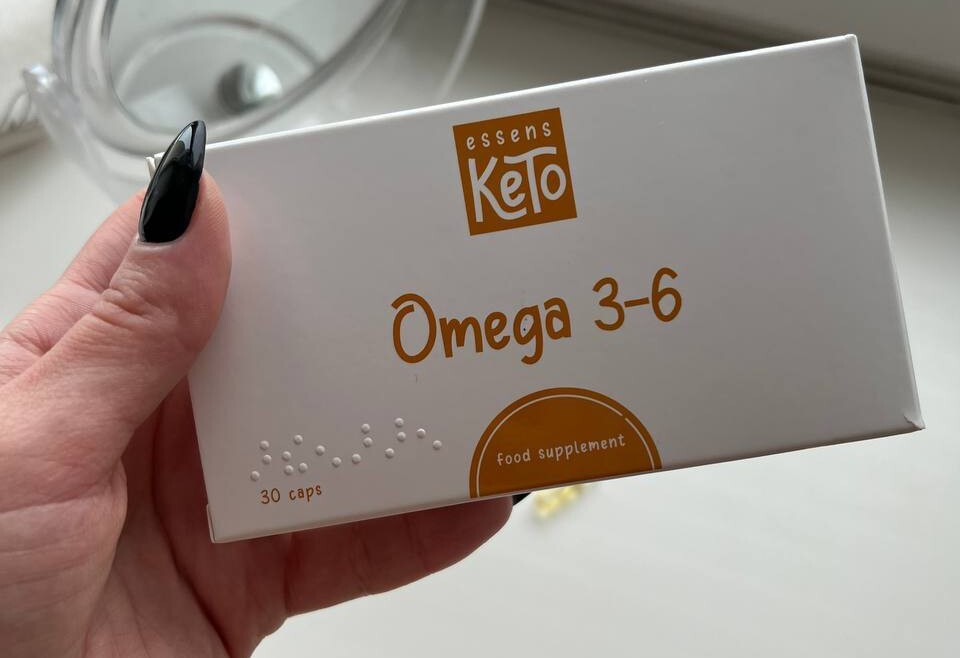 essens
KeTo
Omega 3-6
food supplement
30 caps